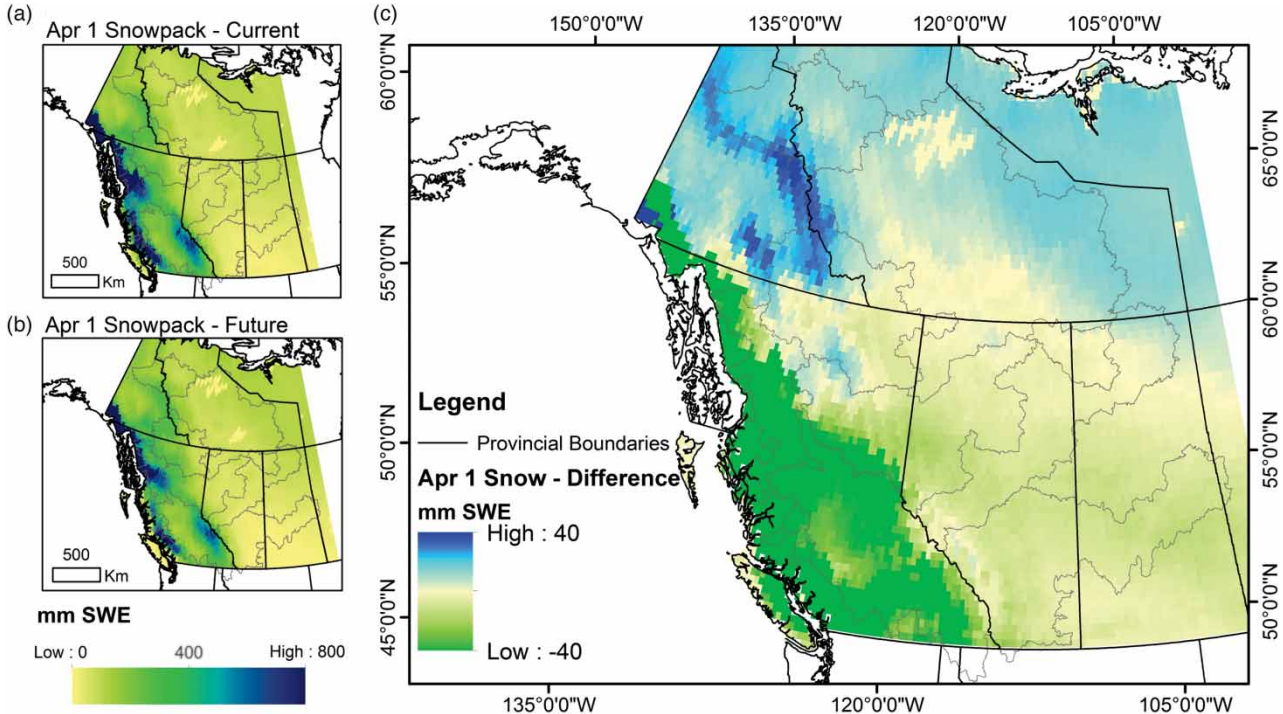 (a)
Apr 1 Snowpack - Current
500
Km
(b)
Apr 1 Snowpack - Future
500
Km
mm SWE
Low : 0
400
High : 800
(c)
150°0'0"W
135°0'0"W
120°0'0"W
105°0'0"W
60°0'0"N
55°0'0"N
50°0'0"N
45°0'0"N
65°0'0"N
60°0'0"N
55°0'0"N
50°0'0"N
Legend
Provincial Boundaries
Apr 1 Snow - Difference
mm SWE
High : 40
Low : -40
135°0'0"W
120°0'0"W
105°0'0"W